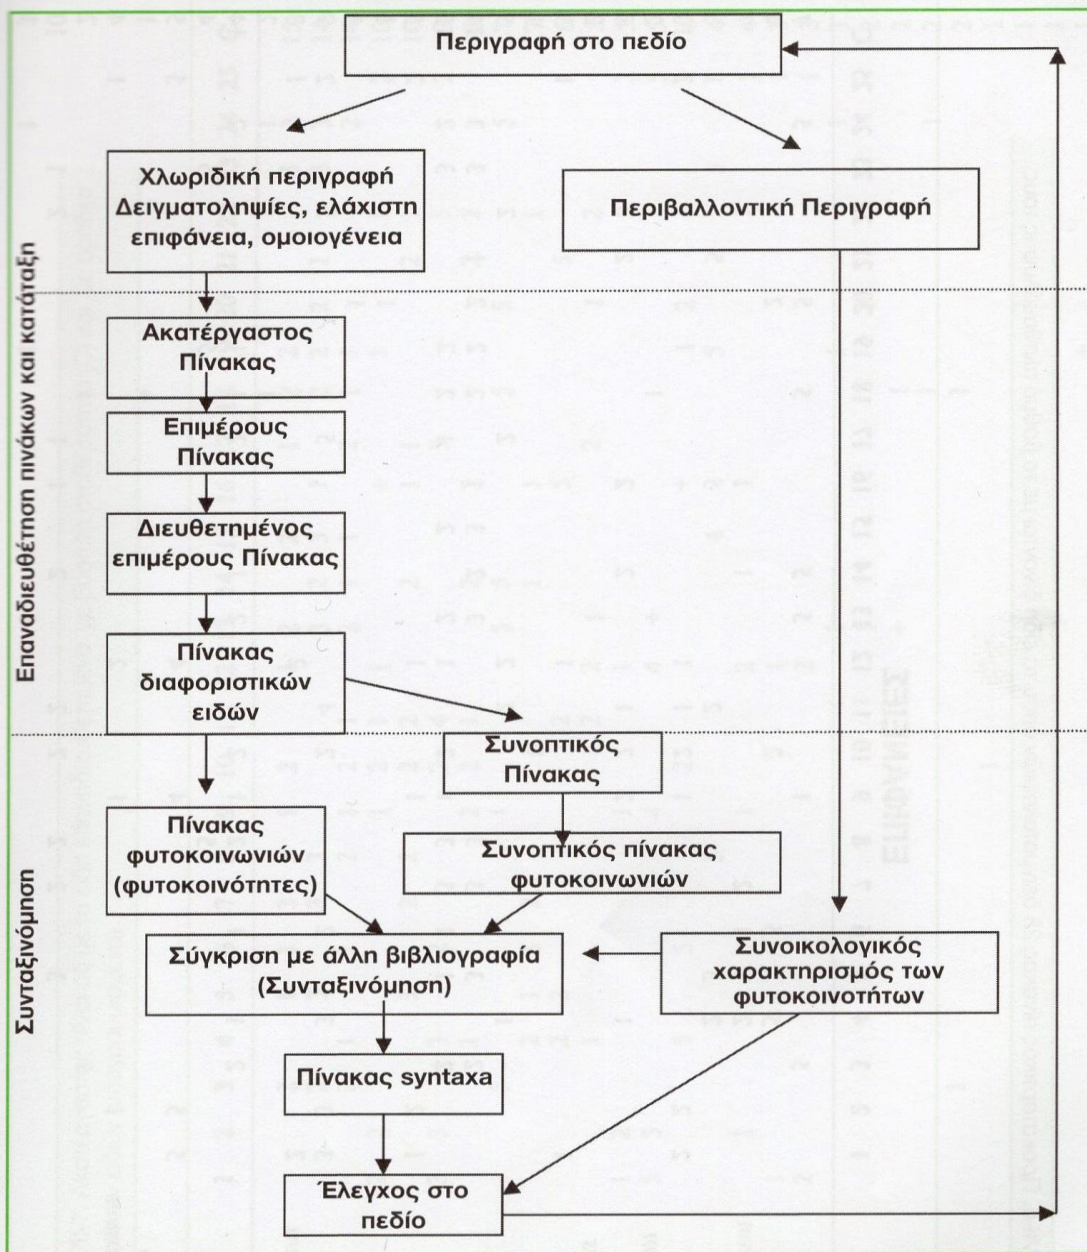 Περιγραφή στο πεδίο
Χλωριδική περιγραφή
Δειγματοληψίες, ελάχιστη
επιφάνεια, ομοιογένεια
Περιβαλλοντική Περιγραφή
Επαναδιευθέτηση πινάκων και κατάταξη
Ακατέργαστος
Πίνακας
Επιμέρους
Πίνακας
Διευθετημένος
επιμέρους Πίνακας
Πίνακας
διαφοριστικών
ειδών
Συνταξινόμηση
Συνοπτικός
Πίνακας
Πίνακας
φυτοκοινωνιών
(φυτοκοινότητες)
Συνοπτικός πίνακας
φυτοκοινωνιών
Σύγκριση με άλλη βιβλιογραφία
(Συνταξινόμηση)
Συνοικολογικός
χαρακτηρισμός των
φυτοκοινοτήτων
Πίνακας syntaxa
Έλεγχος στο
πεδίο